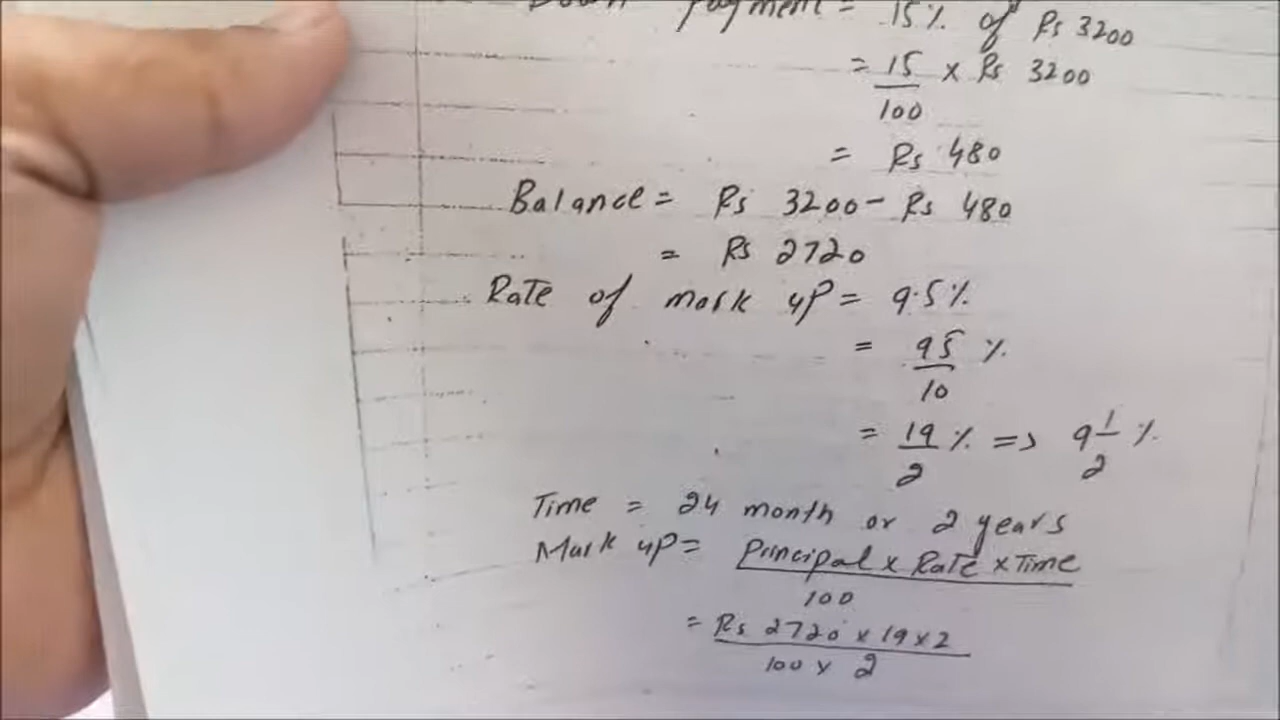 Down Payment = 15% of Rs 3200
= 15/100 x Rs 3200
= Rs 480
Balance = Rs 3200 - Rs 480
= Rs 2720
Rate of mark up = 9.5%
= 95/10 %
= 19/2 % => 9 1/2 %
Time = 24 month or 2 years
Mark up = Principal x Rate x Time / 100
= Rs 2720 x 19 x 2 / 100 x 2